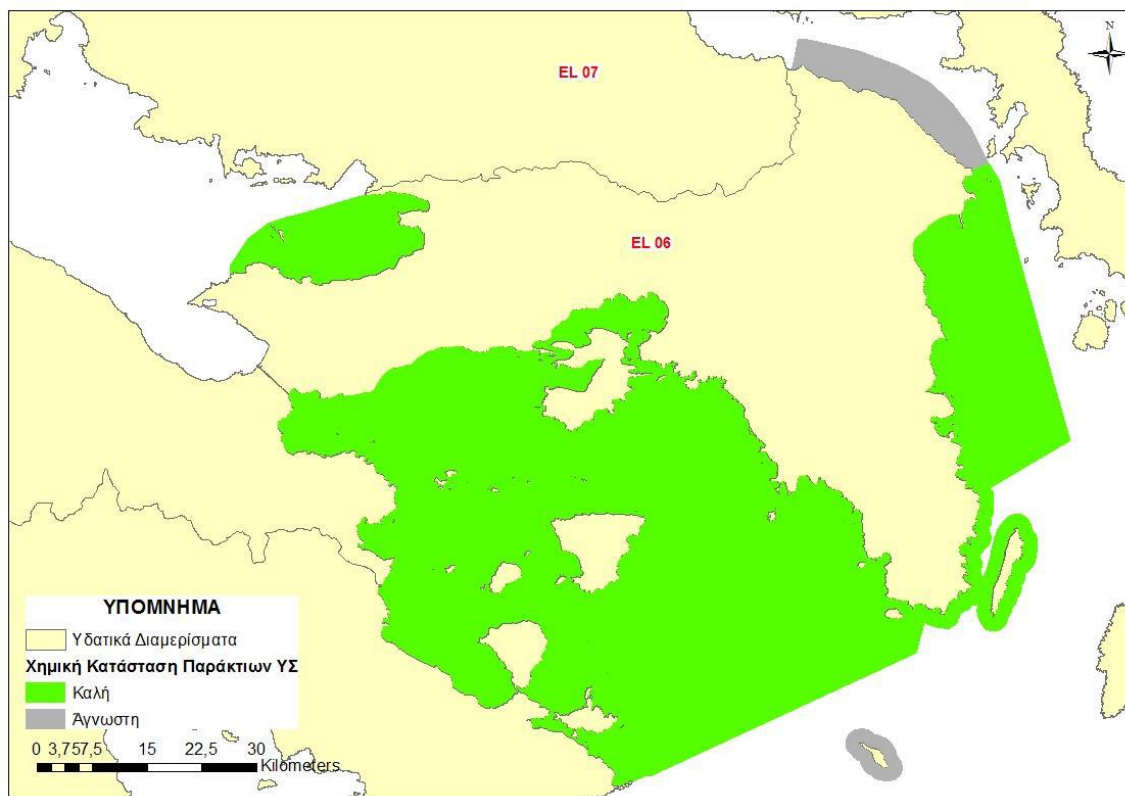 N
EL 07
EL 06
ΥΠΟΜΝΗΜΑ
Υδατικά Διαμερίσματα
Χημική Κατάσταση Παράκτιων ΥΣ
Καλή
Άγνωστη
0 3,757,5 15 22,5 30
Kilometers